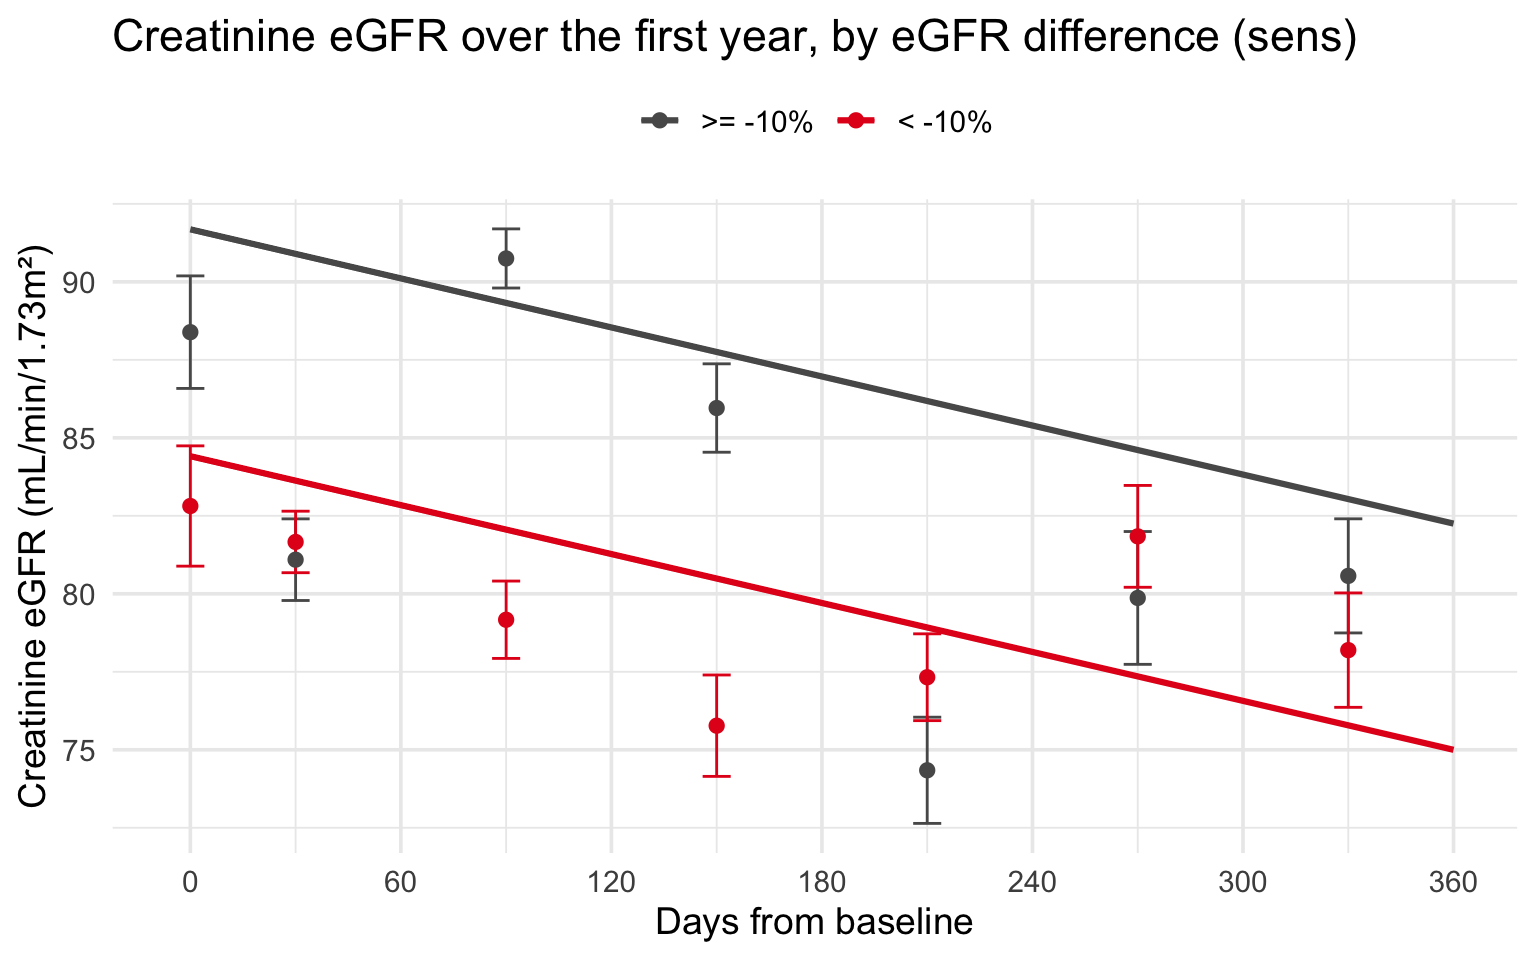 Creatinine eGFR over the first year, by eGFR difference (sens)
>= -10% < -10%
Creatinine eGFR (mL/min/1.73m²)
90
85
80
75
0 60 120 180 240 300 360
Days from baseline